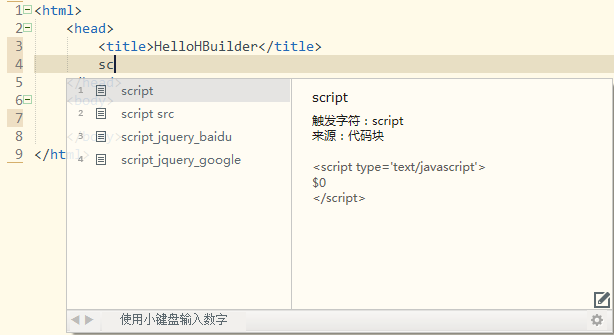 1 <html>
2 <head>
3 <title>HelloHBuilder</title>
4 sc
5 </head>
6 <body>
7
8 </body>
9 </html>
1 script
2 script src
3 script_jquery_baidu
4 script_jquery_google
script
触发字符：script
来源：代码块
<script type='text/javascript'>
$0
</script>
使用小键盘输入数字